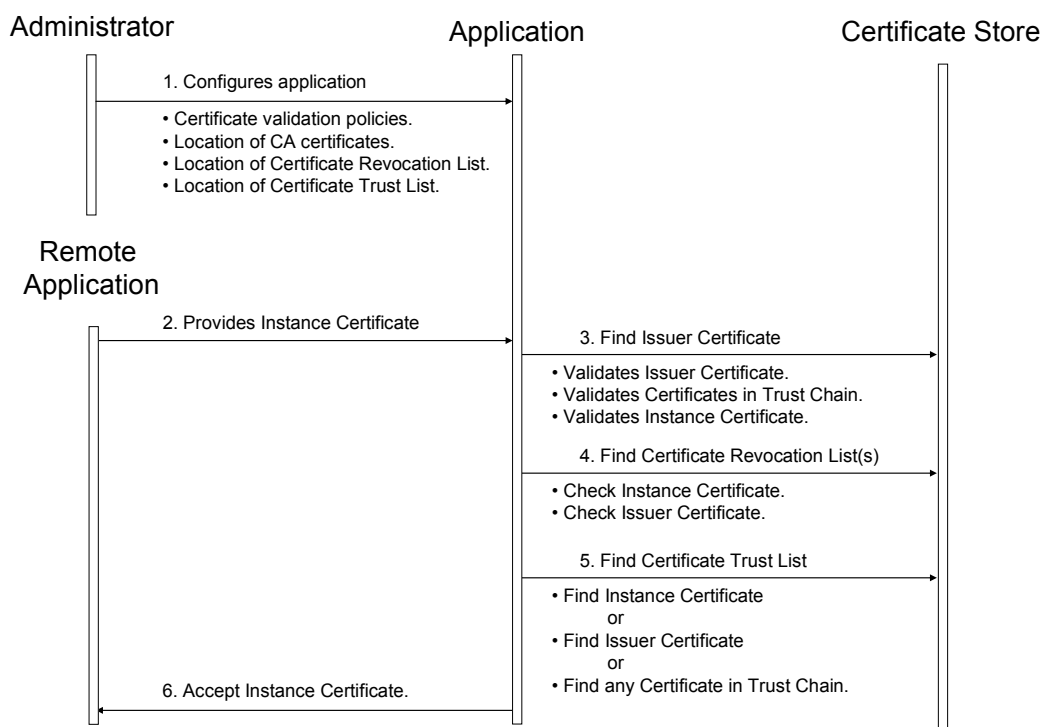 Administrator
Application
Certificate Store
1. Configures application
• Certificate validation policies.
• Location of CA certificates.
• Location of Certificate Revocation List.
• Location of Certificate Trust List.
Remote
Application
2. Provides Instance Certificate
3. Find Issuer Certificate
• Validates Issuer Certificate.
• Validates Certificates in Trust Chain.
• Validates Instance Certificate.
4. Find Certificate Revocation List(s)
• Check Instance Certificate.
• Check Issuer Certificate.
5. Find Certificate Trust List
• Find Instance Certificate
or
• Find Issuer Certificate
or
• Find any Certificate in Trust Chain.
6. Accept Instance Certificate.